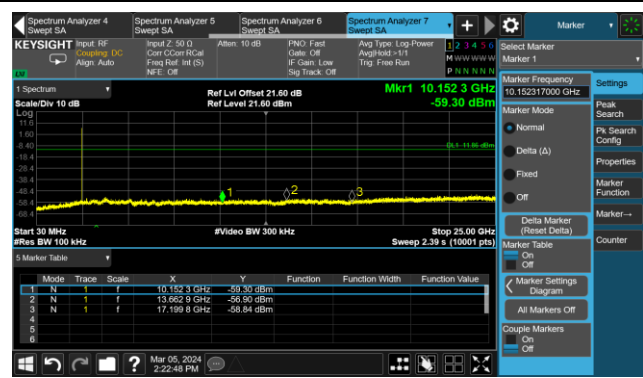 Spectrum Analyzer 4
Swept SA
Spectrum Analyzer 5
Swept SA
Spectrum Analyzer 6
Swept SA
Spectrum Analyzer 7
Swept SA
Marker
KEYSIGHT
Input: RF
Coupling: DC
Align: Auto
Input Z: 50 Ω
Corr CCorr RCal
Freq Ref: Int (S)
NFE: Off
Atten: 10 dB
PNO: Fast
Gate: Off
IF Gain: Low
Sig Track: Off
Avg Type: Log-Power
Avg|Hold:>1/1
Trig: Free Run
1 2 3 4 5 6
M W W W W W
P N N N N N
LXI
1 Spectrum
Scale/Div 10 dB
Ref Lvl Offset 21.60 dB
Ref Level 21.60 dBm
Mkr1 10.152 3 GHz
-59.30 dBm
Log
11.6
1.60
-8.40
DL1 -11.86 dBm
-18.4
-28.4
-38.4
-48.4
-58.4
-68.4
1
2
3
Start 30 MHz
#Res BW 100 kHz
#Video BW 300 kHz
Stop 25.00 GHz
Sweep 2.39 s (10001 pts)
5 Marker Table
Mode Trace Scale X Y Function Function Width Function Value
1 N 1 f 10.152 3 GHz -59.30 dBm
2 N 1 f 13.662 9 GHz -56.90 dBm
3 N 1 f 17.199 8 GHz -58.84 dBm
4
5
6
Mar 05, 2024
2:22:48 PM
Select Marker
Marker 1
Marker Frequency
10.152317000 GHz
Marker Mode
Normal
Delta (Δ)
Fixed
Off
Delta Marker
(Reset Delta)
Marker Table
On
Off
Marker Settings
Diagram
All Markers Off
Couple Markers
On
Off
Settings
Peak
Search
Pk Search
Config
Properties
Marker
Function
Marker→
Counter